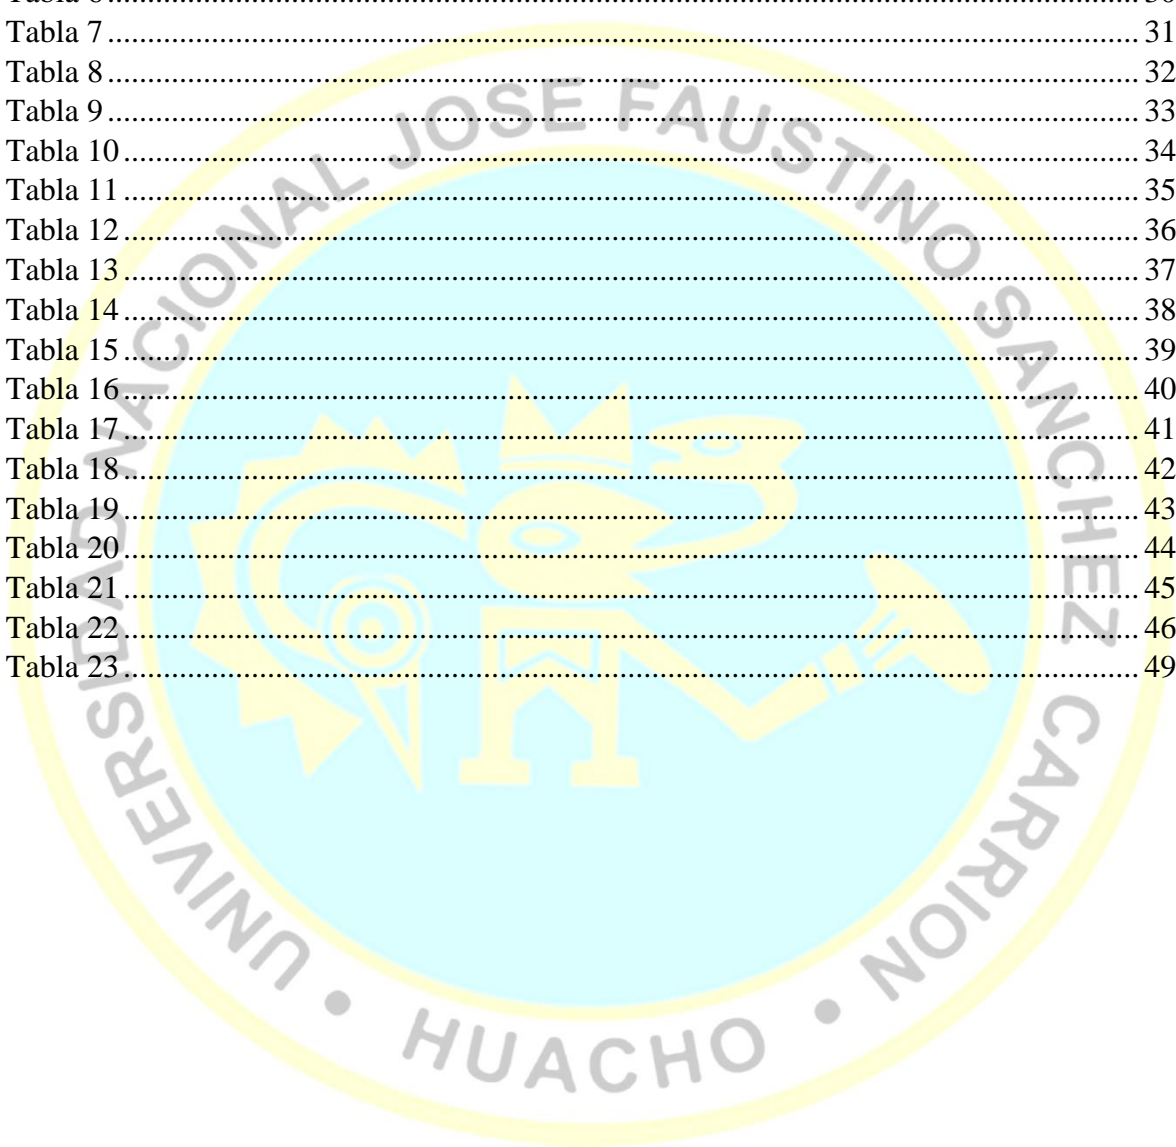 Tabla 7 ........................................ 31
Tabla 8 ........................................ 32
Tabla 9 ........................................ 33
Tabla 10 ........................................ 34
Tabla 11 ........................................ 35
Tabla 12 ........................................ 36
Tabla 13 ........................................ 37
Tabla 14 ........................................ 38
Tabla 15 ........................................ 39
Tabla 16 ........................................ 40
Tabla 17 ........................................ 41
Tabla 18 ........................................ 42
Tabla 19 ........................................ 43
Tabla 20 ........................................ 44
Tabla 21 ........................................ 45
Tabla 22 ........................................ 46
Tabla 23 ........................................ 49
UNIVERSIDAD NACIONAL JOSE FAUSTINO SANCHEZ CARRION
• HUACHO •